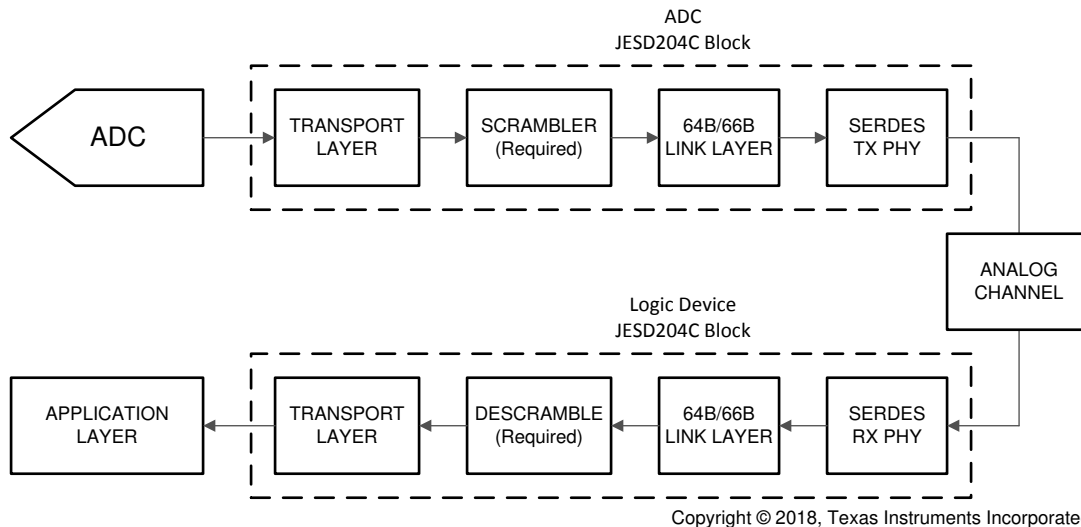 ADC
JESD204C Block
ADC
TRANSPORT
LAYER
SCRAMBLER
(Required)
64B/66B
LINK LAYER
SERDES
TX PHY
ANALOG
CHANNEL
Logic Device
JESD204C Block
APPLICATION
LAYER
TRANSPORT
LAYER
DESCRAMBLE
(Required)
64B/66B
LINK LAYER
SERDES
RX PHY
Copyright © 2018, Texas Instruments Incorporate